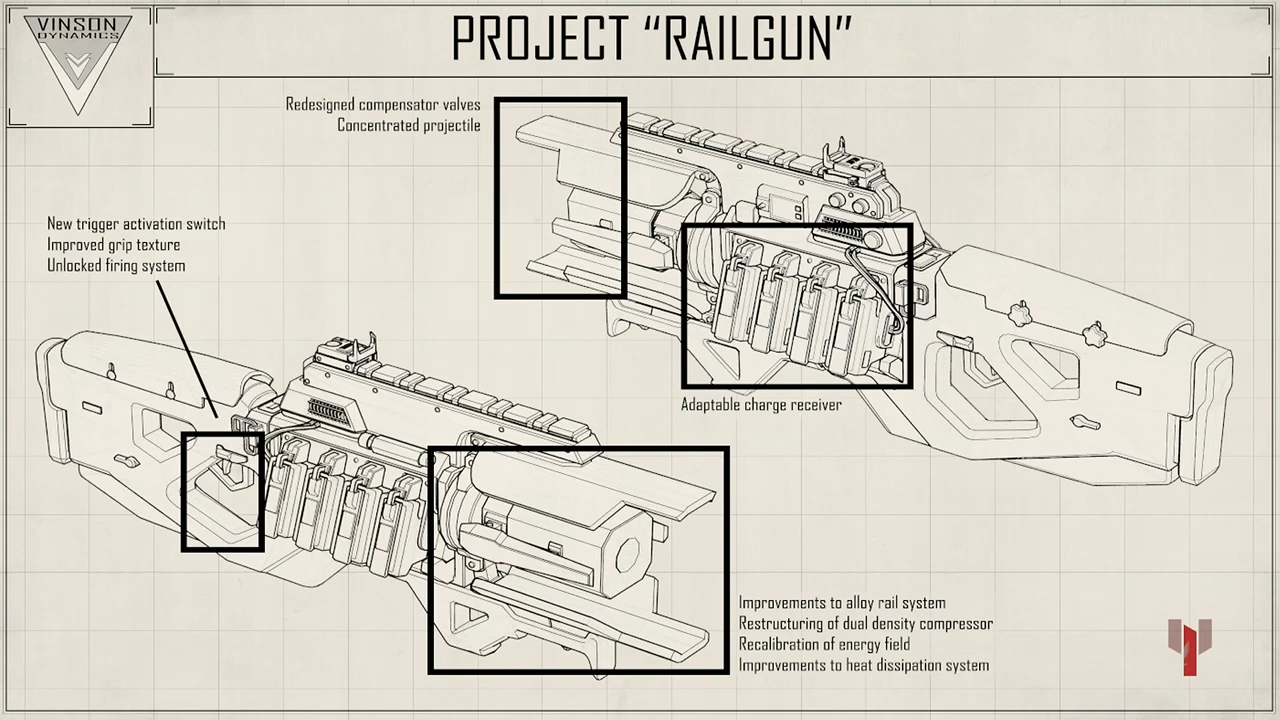 VINSON
DYNAMICS
PROJECT “RAILGUN”
Redesigned compensator valves
Concentrated projectile
New trigger activation switch
Improved grip texture
Unlocked firing system
Adaptable charge receiver
Improvements to alloy rail system
Restructuring of dual density compressor
Recalibration of energy field
Improvements to heat dissipation system